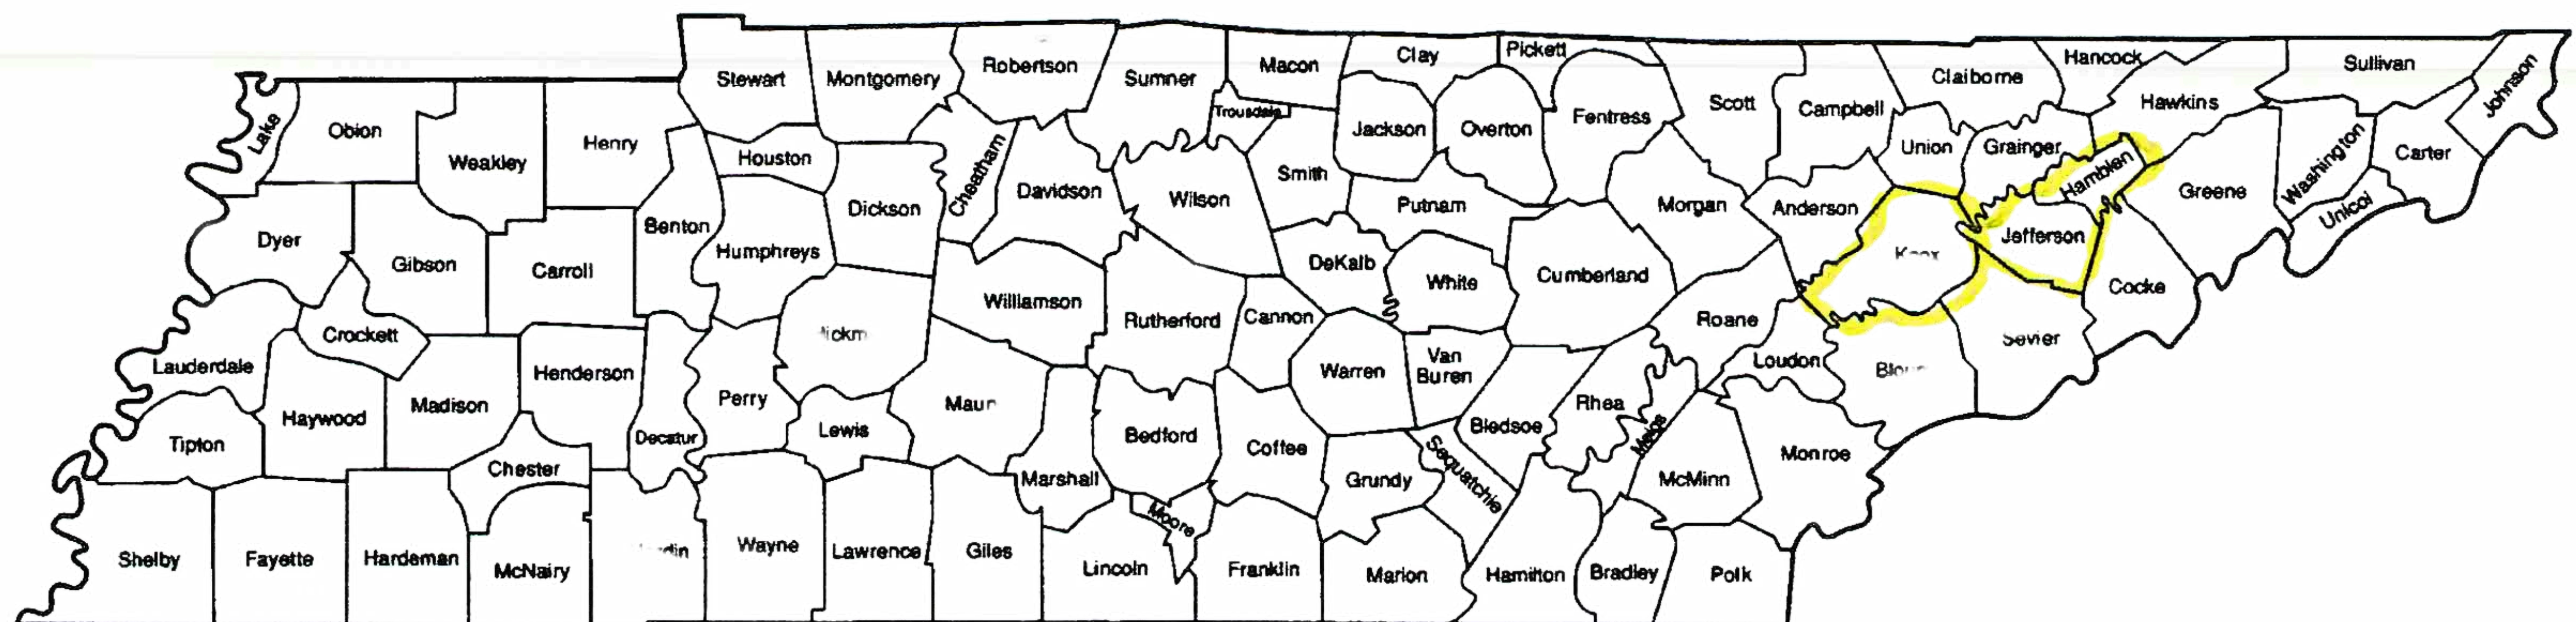 Stewart
Montgomery
Robertson
Sumner
Macon
Clay
Pickett
Scott
Campbell
Claiborne
Hancock
Hawkins
Sullivan
Johnson
Lake
Obion
Weakley
Henry
Houston
Dickson
Cheatham
Davidson
Wilson
Trousdale
Smith
Jackson
Overton
Fentress
Putnam
Morgan
Anderson
Union
Grainger
Hamblen
Greene
Washington
Carter
Unicoi
Dyer
Gibson
Carroll
Benton
Humphreys
Williamson
Rutherford
Cannon
DeKalb
White
Cumberland
Roane
Jefferson
Cocke
Sevier
Loudon
Lauderdale
Crockett
Haywood
Madison
Henderson
Decatur
Perry
Lewis
Bedford
Coffee
Warren
Van
Buren
Bledsoe
Rhea
Meigs
McMinn
Monroe
Tipton
Chester
Marshall
Moore
Grundy
Sequatchie
Shelby
Fayette
Hardeman
McNairy
Wayne
Lawrence
Giles
Lincoln
Franklin
Marion
Hamilton
Bradley
Polk